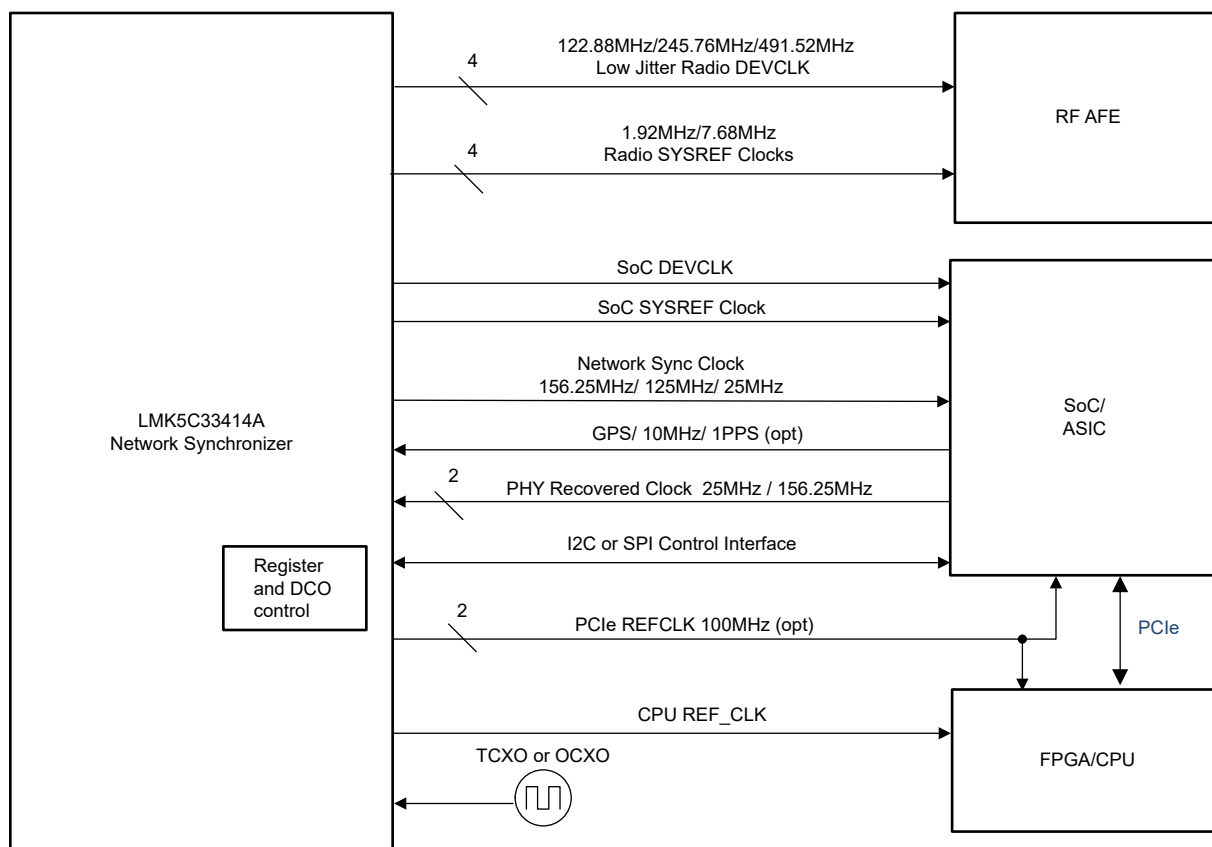 122.88MHz/245.76MHz/491.52MHz
4
Low Jitter Radio DEVCLK
RF AFE
1.92MHz/7.68MHz
4
Radio SYSREF Clocks
SoC DEVCLK
SoC SYSREF Clock
Network Sync Clock
156.25MHz/ 125MHz/ 25MHz
SoC/
ASIC
LMK5C33414A
Network Synchronizer
GPS/ 10MHz/ 1PPS (opt)
2
PHY Recovered Clock  25MHz / 156.25MHz
I2C or SPI Control Interface
Register
and DCO
control
2
PCIe REFCLK 100MHz (opt)
PCIe
CPU REF_CLK
TCXO or OCXO
FPGA/CPU